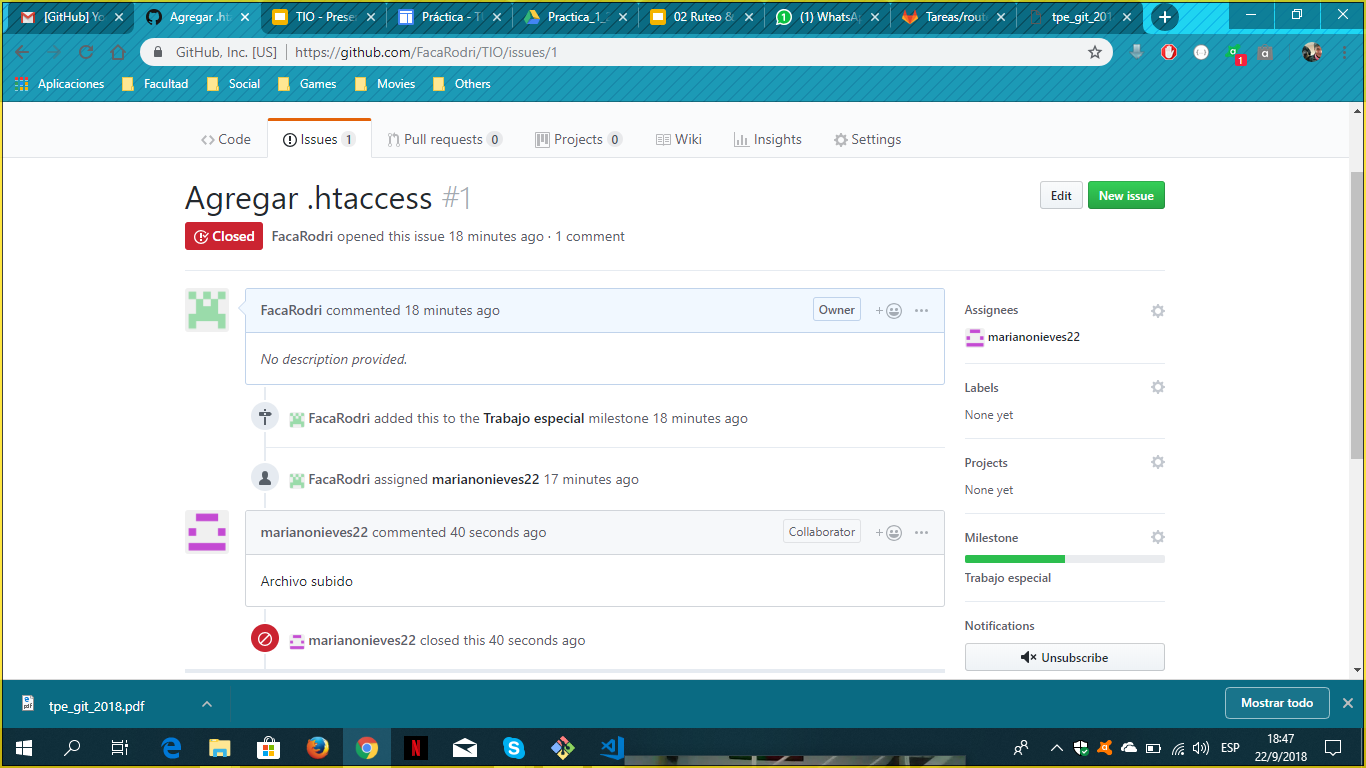 [GitHub] Yo
Agregar .ht
TIO - Prese
Práctica - T
Practica_1_
02 Ruteo &
(1) WhatsA
Tareas/rout
tpe_git_201
GitHub, Inc. [US] | https://github.com/FacaRodri/TIO/issues/1
Aplicaciones Facultad Social Games Movies Others
Code Issues 1 Pull requests 0 Projects 0 Wiki Insights Settings
Agregar .htaccess #1
Edit New issue
Closed FacaRodri opened this issue 18 minutes ago · 1 comment
FacaRodri commented 18 minutes ago Owner
No description provided.
FacaRodri added this to the Trabajo especial milestone 18 minutes ago
FacaRodri assigned marianonieves22 17 minutes ago
marianonieves22 commented 40 seconds ago Collaborator
Archivo subido
marianonieves22 closed this 40 seconds ago
Assignees
marianonieves22
Labels
None yet
Projects
None yet
Milestone
Trabajo especial
Notifications
Unsubscribe
tpe_git_2018.pdf
Mostrar todo
ESP
18:47
22/9/2018